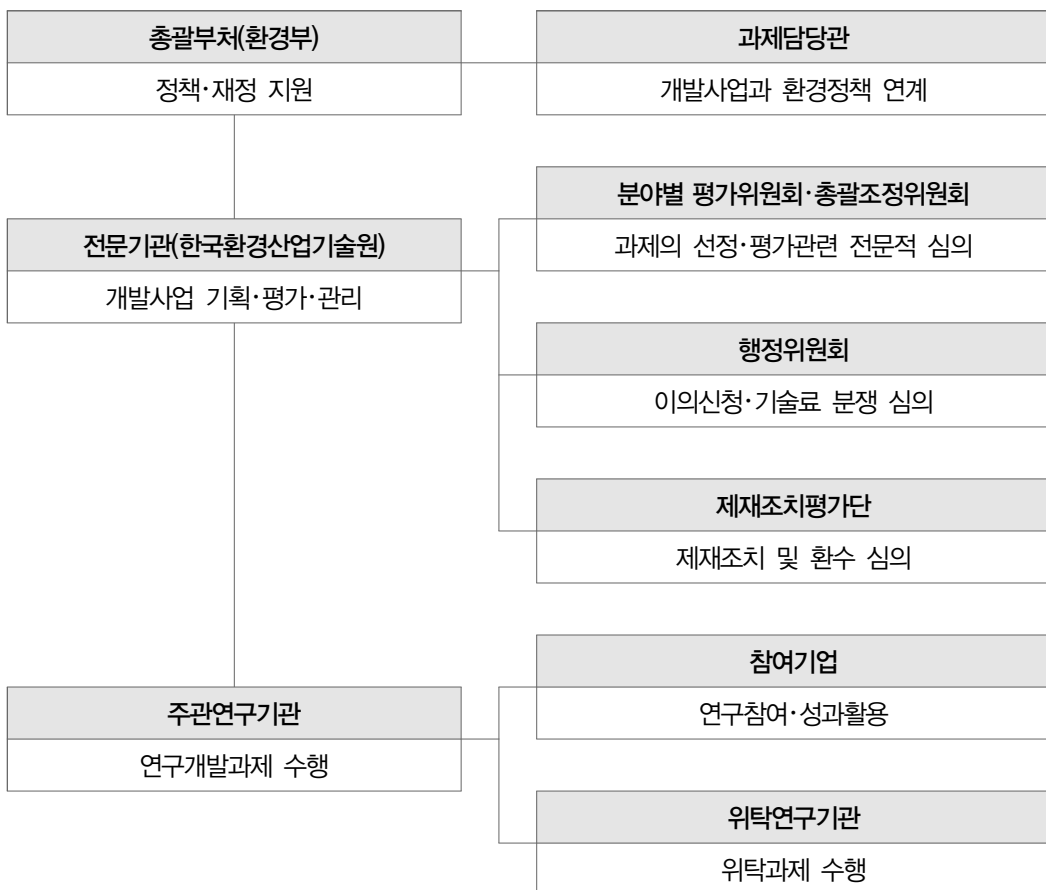 총괄부처(환경부)
정책·재정 지원
과제담당관
개발사업과 환경정책 연계
전문기관(한국환경산업기술원)
개발사업 기획·평가·관리
분야별 평가위원회·총괄조정위원회
과제의 선정·평가관련 전문적 심의
행정위원회
이의신청·기술료 분쟁 심의
제재조치평가단
제재조치 및 환수 심의
주관연구기관
연구개발과제 수행
참여기업
연구참여·성과활용
위탁연구기관
위탁과제 수행